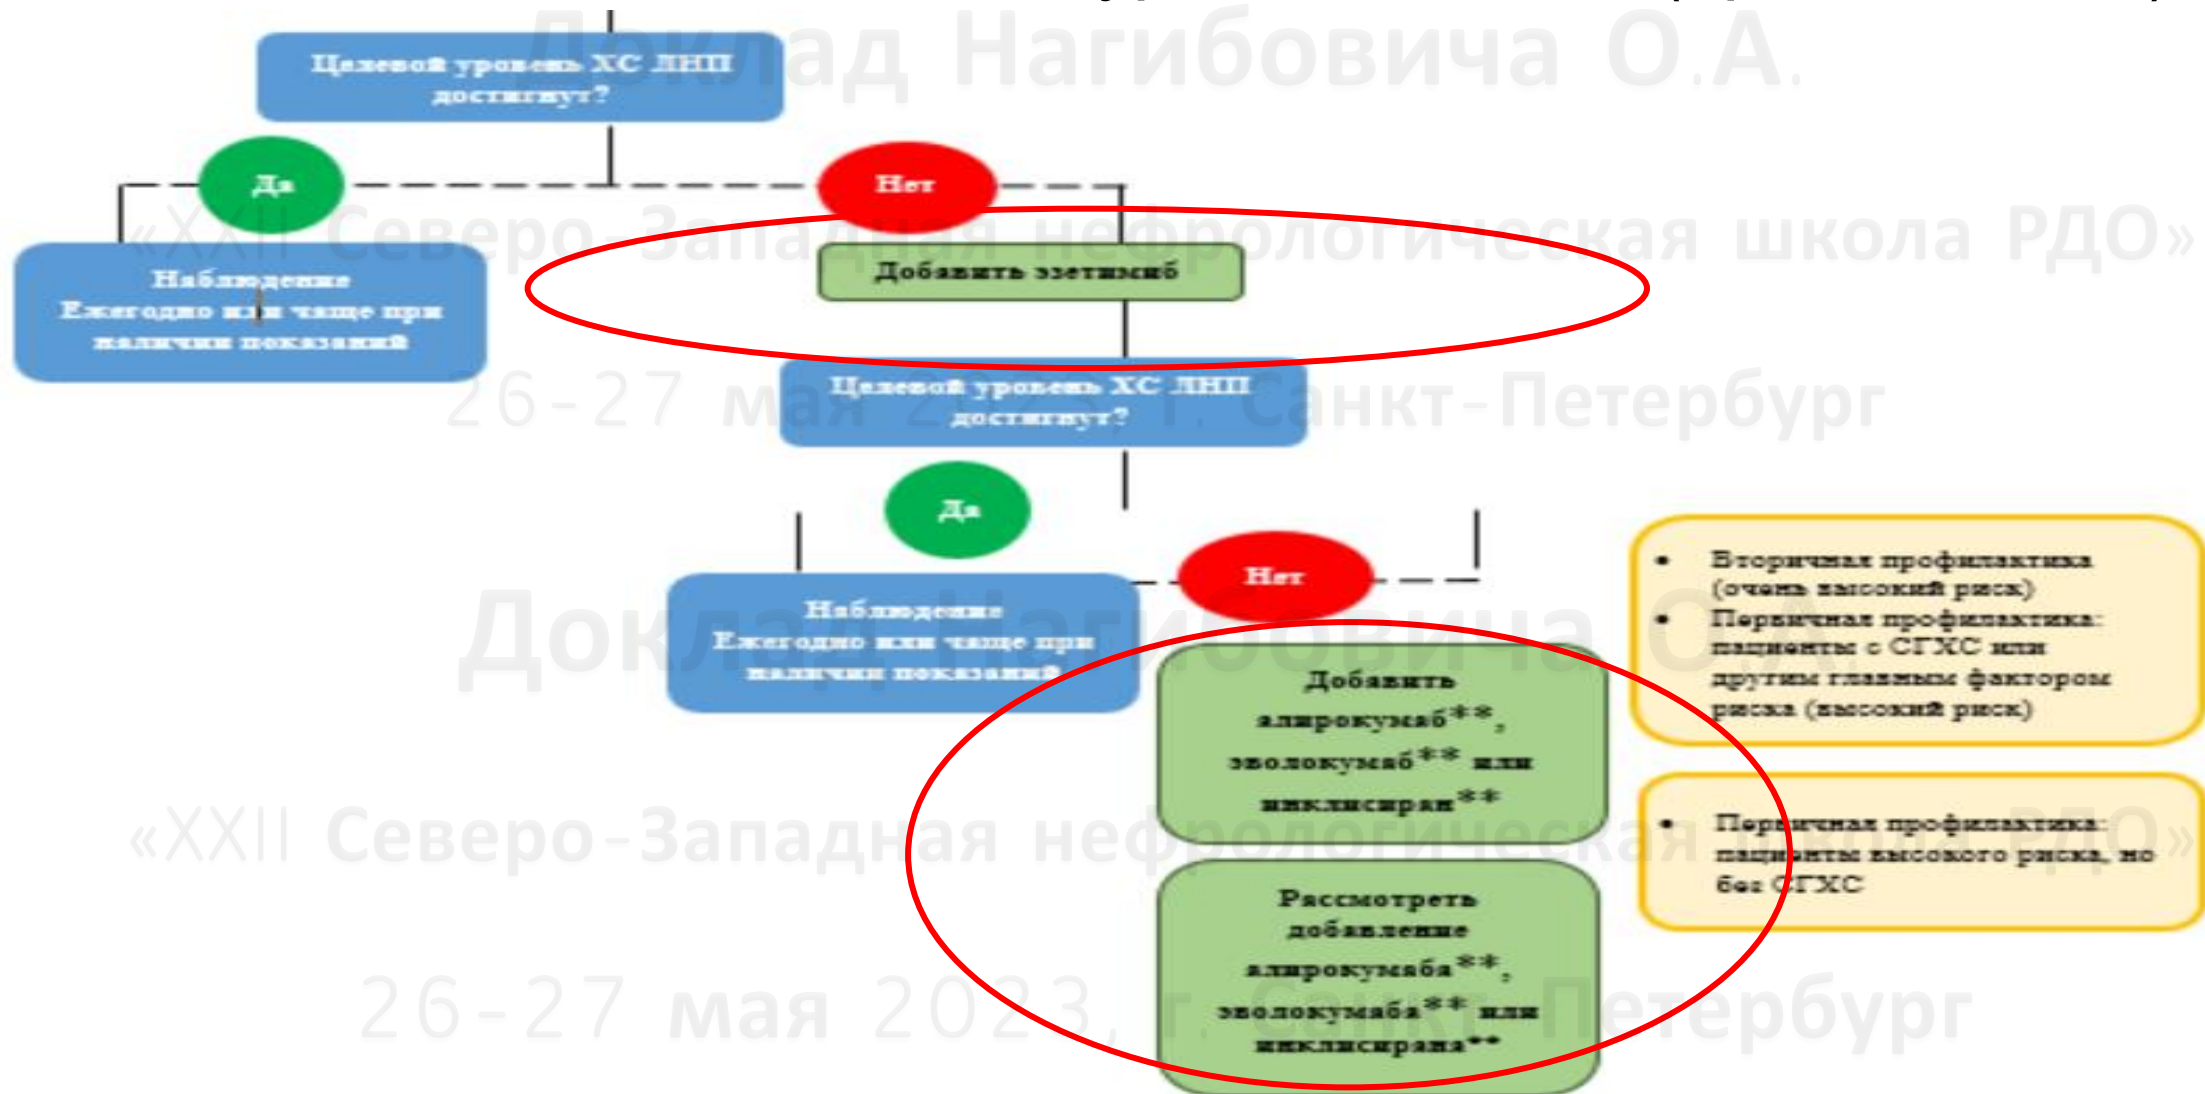 Доклад Нагибовича О.А.
Целевой уровень ХС ЛНП
достигнут?
Да
Нет
«XXII Северо-Западная нефрологическая школа РДО»
Наблюдение
Ежегодно или чаще при
наличии показаний
Добавить эзетимиб
26-27 мая 2023, г. Санкт-Петербург
Целевой уровень ХС ЛНП
достигнут?
Да
Нет
Доклад Нагибовича О.А.
Наблюдение
Ежегодно или чаще при
наличии показаний
Добавить
алирокумаб**,
эволокумаб** или
инклисиран**
• Вторичная профилактика
(очень высокий риск)
• Первичная профилактика:
пациенты с СГХС или
другим главным фактором
риска (высокий риск)
«XXII Северо-Западная нефрологическая школа РДО»
Рассмотреть
добавление
алирокумаба**,
эволокумаба** или
инклисирана**
• Первичная профилактика:
пациенты высокого риска, но
без СГХС
26-27 мая 2023, г. Санкт-Петербург